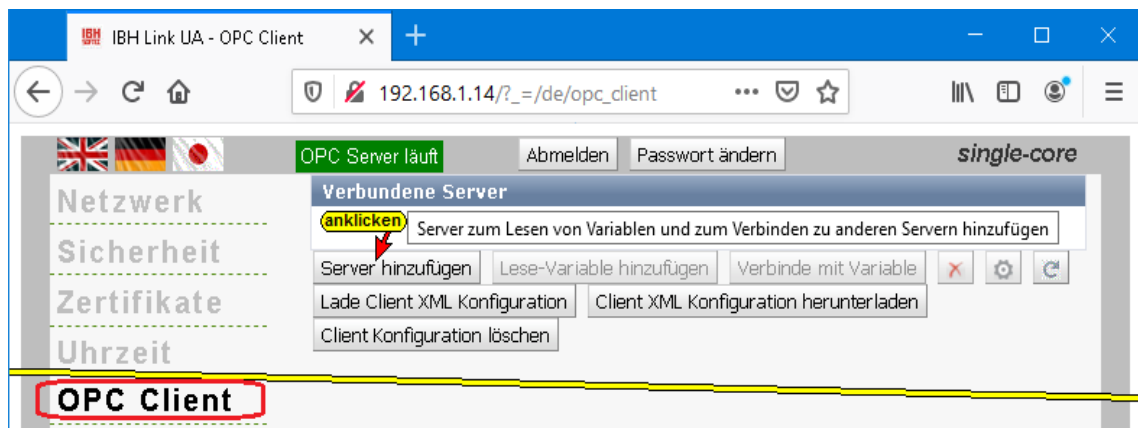 IBH
IBH Link UA - OPC Client
192.168.1.14/?_=/de/opc_client
OPC Server läuft
Abmelden
Passwort ändern
single-core
Netzwerk
Sicherheit
Zertifikate
Uhrzeit
OPC Client
Verbundene Server
anklicken
Server zum Lesen von Variablen und zum Verbinden zu anderen Servern hinzufügen
Server hinzufügen
Lese-Variable hinzufügen
Verbinde mit Variable
Lade Client XML Konfiguration
Client XML Konfiguration herunterladen
Client Konfiguration löschen